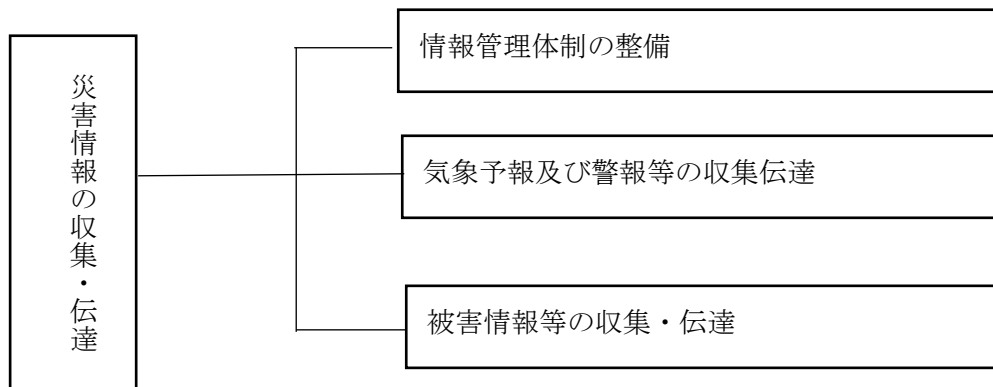 災害情報の収集・伝達
情報管理体制の整備
気象予報及び警報等の収集伝達
被害情報等の収集・伝達